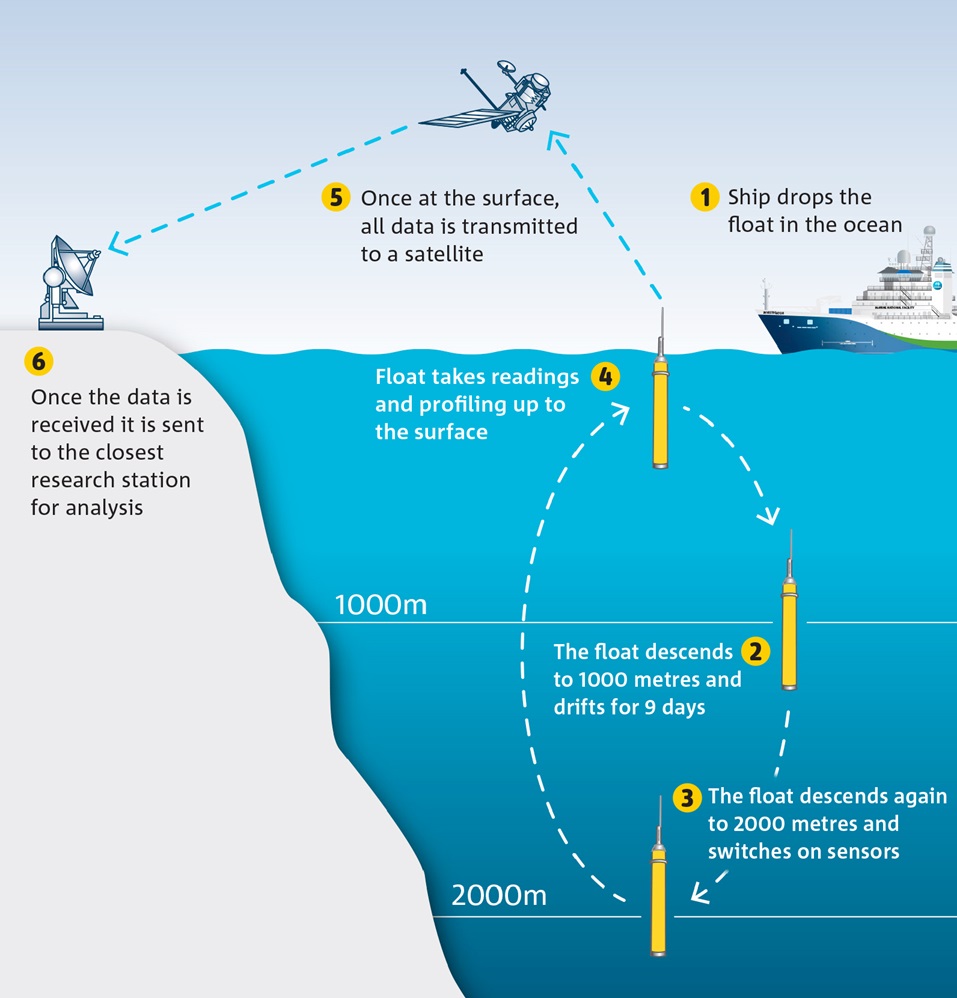 1 Ship drops the
float in the ocean
5 Once at the surface,
all data is transmitted
to a satellite
6
Once the data is
received it is sent
to the closest
research station
for analysis
Float takes readings 4
and profiling up to
the surface
1000m
The float descends 2
to 1000 metres and
drifts for 9 days
3 The float descends again
to 2000 metres and
switches on sensors
2000m